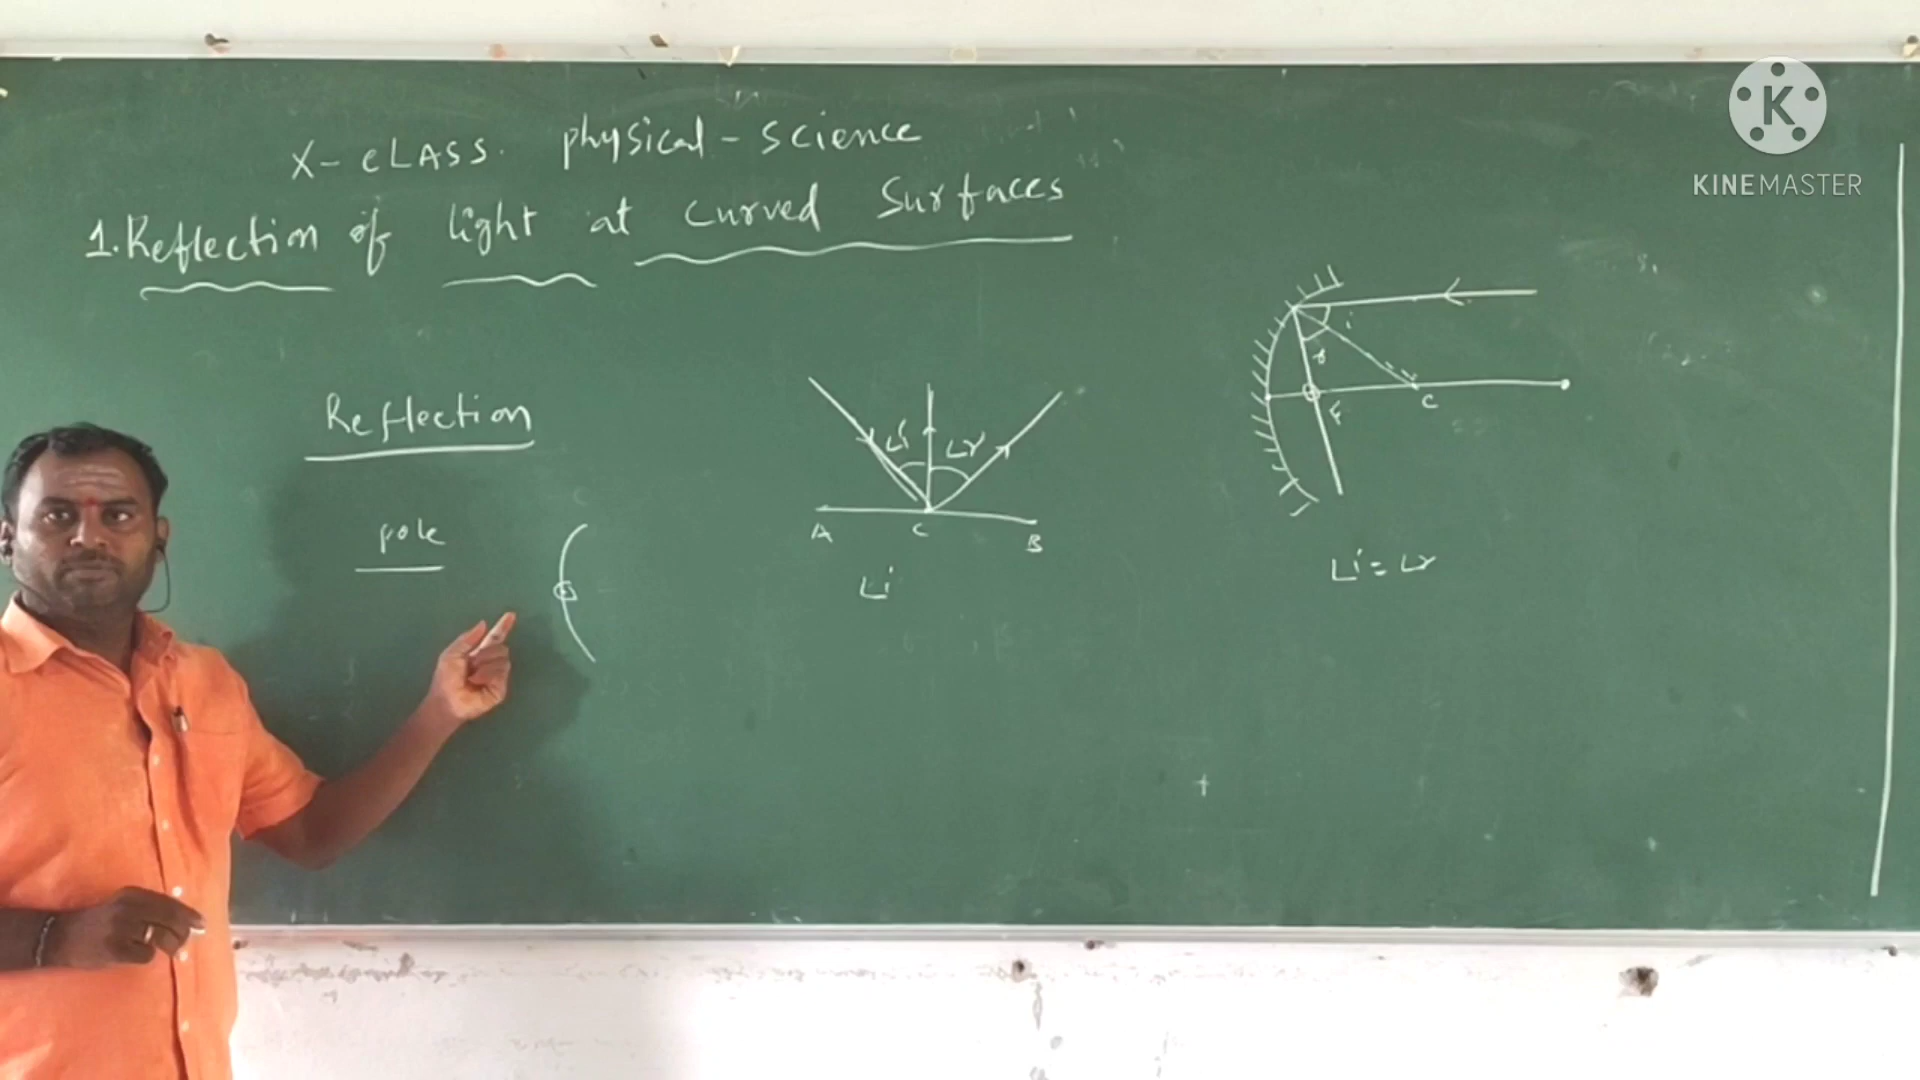 X-CLASS. physical-science
1. Reflection of light at curved surfaces
KINEMASTER
Reflection
pole
∠i ∠r
A C B
∠i
i
r
F C
∠i = ∠r